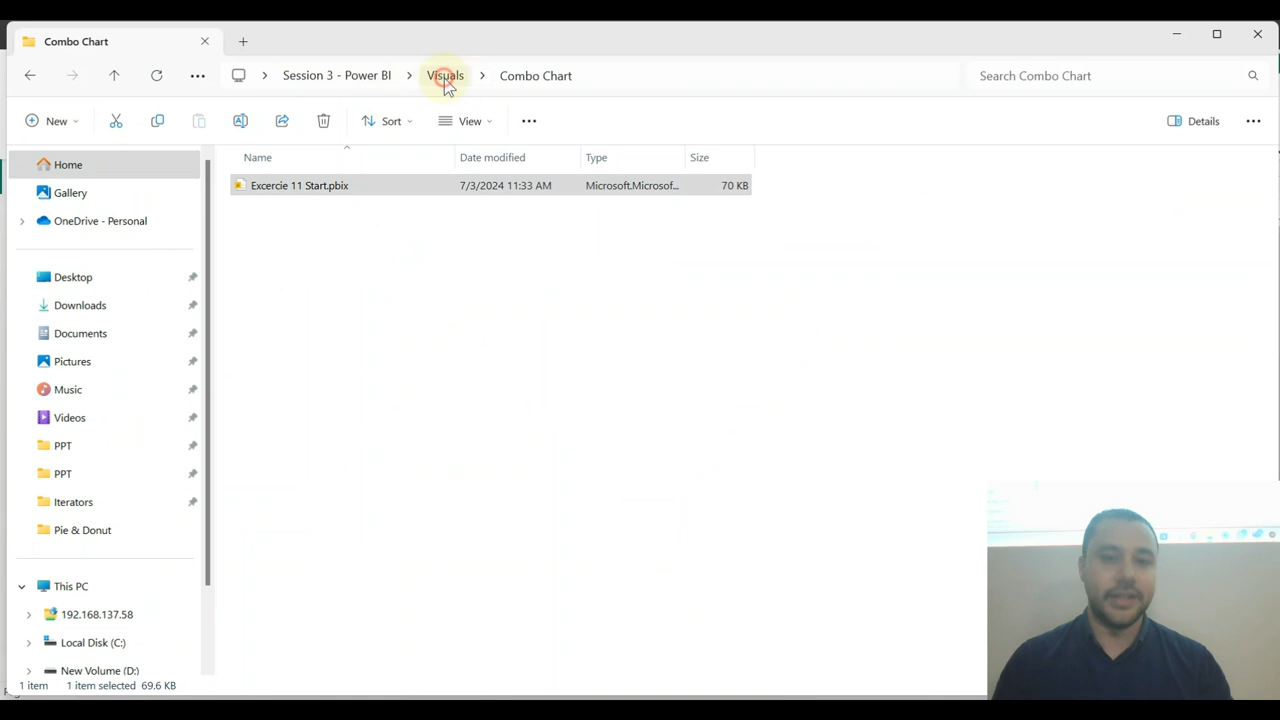 Combo Chart
Session 3 - Power BI Visuals Combo Chart
Search Combo Chart
New Sort View Details
Name Date modified Type Size
Excercie 11 Start.pbix 7/3/2024 11:33 AM Microsoft.Microsof... 70 KB
Home
Gallery
OneDrive - Personal
Desktop
Downloads
Documents
Pictures
Music
Videos
PPT
PPT
Iterators
Pie & Donut
This PC
192.168.137.58
Local Disk (C:)
New Volume (D:)
1 item 1 item selected 69.6 KB